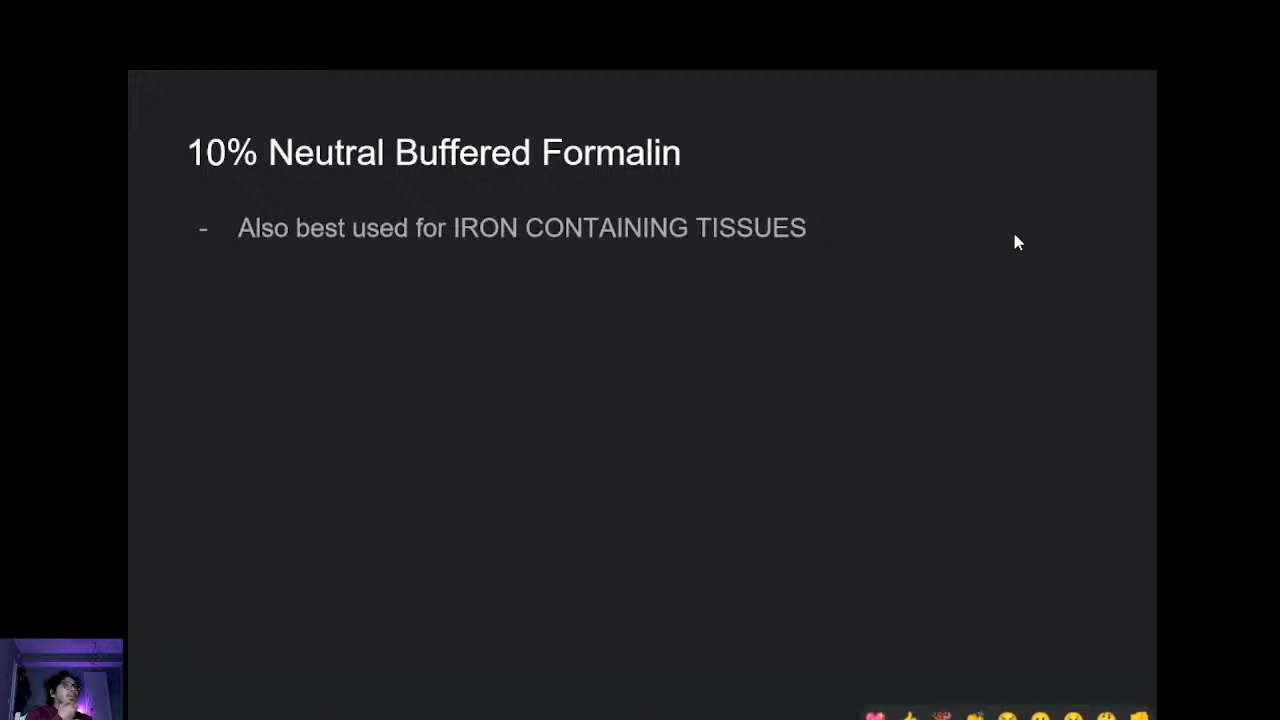 10% Neutral Buffered Formalin
- Also best used for IRON CONTAINING TISSUES